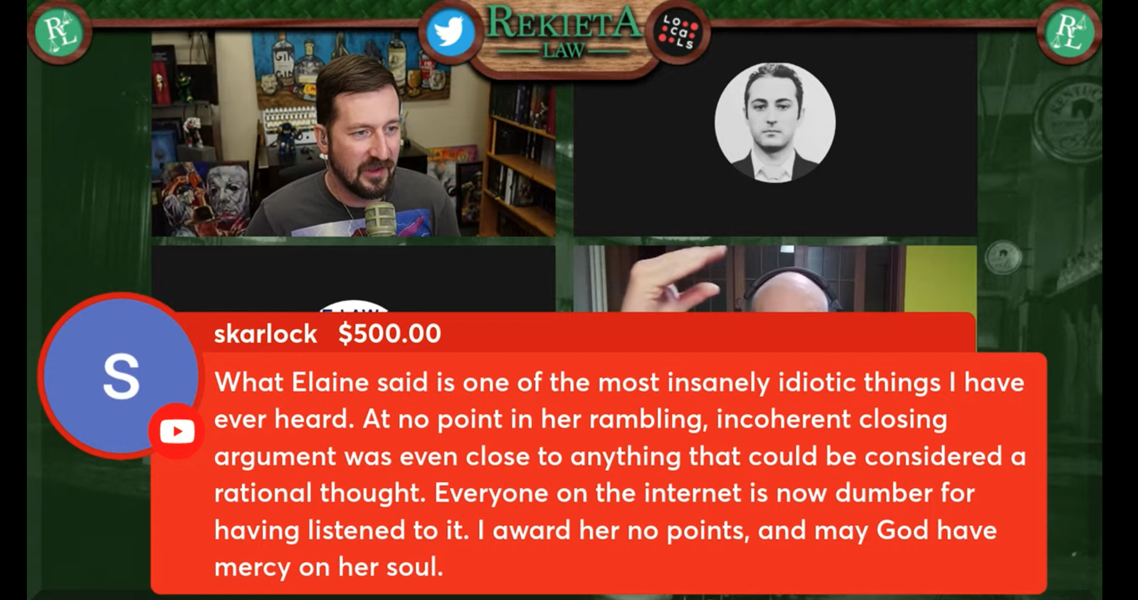 REKIETA
LAW
RL
LOCALS
RL
GIN
skarlock $500.00
S
What Elaine said is one of the most insanely idiotic things I have
ever heard. At no point in her rambling, incoherent closing
argument was even close to anything that could be considered a
rational thought. Everyone on the internet is now dumber for
having listened to it. I award her no points, and may God have
mercy on her soul.